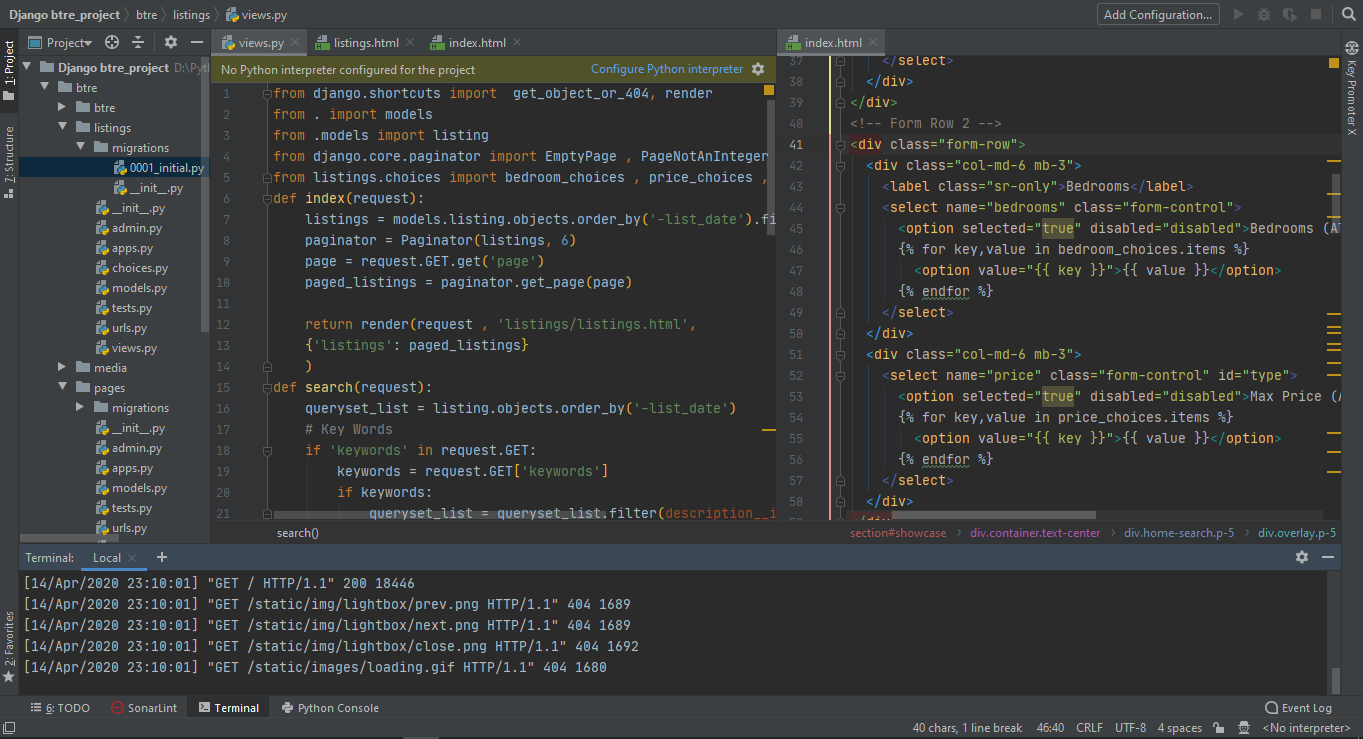 Django btre_project
btre
listings
views.py
Add Configuration...
1: Project
7: Structure
2: Favorites
Project
Django btre_project D:\Pyt
btre
btre
listings
migrations
0001_initial.py
__init__.py
__init__.py
admin.py
apps.py
choices.py
models.py
tests.py
urls.py
views.py
media
pages
migrations
__init__.py
admin.py
apps.py
models.py
tests.py
urls.py
views.py
listings.html
index.html
No Python interpreter configured for the project
Configure Python interpreter
1 from django.shortcuts import  get_object_or_404, render
2 from . import models
3 from .models import listing
4 from django.core.paginator import EmptyPage , PageNotAnInteger
5 from listings.choices import bedroom_choices , price_choices ,
6 def index(request):
7 listings = models.listing.objects.order_by('-list_date').fi
8 paginator = Paginator(listings, 6)
9 page = request.GET.get('page')
10 paged_listings = paginator.get_page(page)
11
12 return render(request , 'listings/listings.html',
13 {'listings': paged_listings}
14 )
15 def search(request):
16 queryset_list = listing.objects.order_by('-list_date')
17 # Key Words
18 if 'keywords' in request.GET:
19 keywords = request.GET['keywords']
20 if keywords:
21 queryset_list = queryset_list.filter(description__i
search()
index.html
37 </select>
38 </div>
39 </div>
40 <!-- Form Row 2 -->
41 <div class="form-row">
42 <div class="col-md-6 mb-3">
43 <label class="sr-only">Bedrooms</label>
44 <select name="bedrooms" class="form-control">
45 <option selected="true" disabled="disabled">Bedrooms (A
46 {% for key,value in bedroom_choices.items %}
47 <option value="{{ key }}">{{ value }}</option>
48 {% endfor %}
49 </select>
50 </div>
51 <div class="col-md-6 mb-3">
52 <select name="price" class="form-control" id="type">
53 <option selected="true" disabled="disabled">Max Price (A
54 {% for key,value in price_choices.items %}
55 <option value="{{ key }}">{{ value }}</option>
56 {% endfor %}
57 </select>
58 </div>
section#showcase
div.container.text-center
div.home-search.p-5
div.overlay.p-5
Key Promoter X
Terminal:
Local
[14/Apr/2020 23:10:01] "GET / HTTP/1.1" 200 18446
[14/Apr/2020 23:10:01] "GET /static/img/lightbox/prev.png HTTP/1.1" 404 1689
[14/Apr/2020 23:10:01] "GET /static/img/lightbox/next.png HTTP/1.1" 404 1689
[14/Apr/2020 23:10:01] "GET /static/img/lightbox/close.png HTTP/1.1" 404 1692
[14/Apr/2020 23:10:01] "GET /static/images/loading.gif HTTP/1.1" 404 1680
6: TODO
SonarLint
Terminal
Python Console
Event Log
40 chars, 1 line break
46:40
CRLF
UTF-8
4 spaces
<No interpreter>